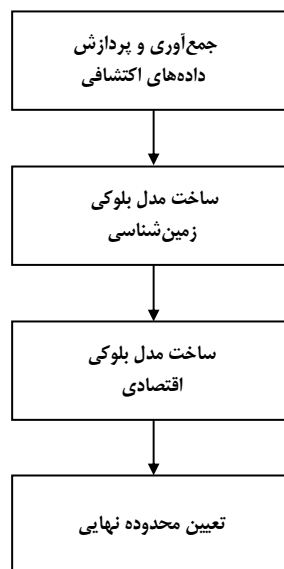 جمع‌آوری و پردازش
داده‌های اکتشافی
ساخت مدل بلوکی
زمین‌شناسی
ساخت مدل بلوکی
اقتصادی
تعیین محدوده نهایی